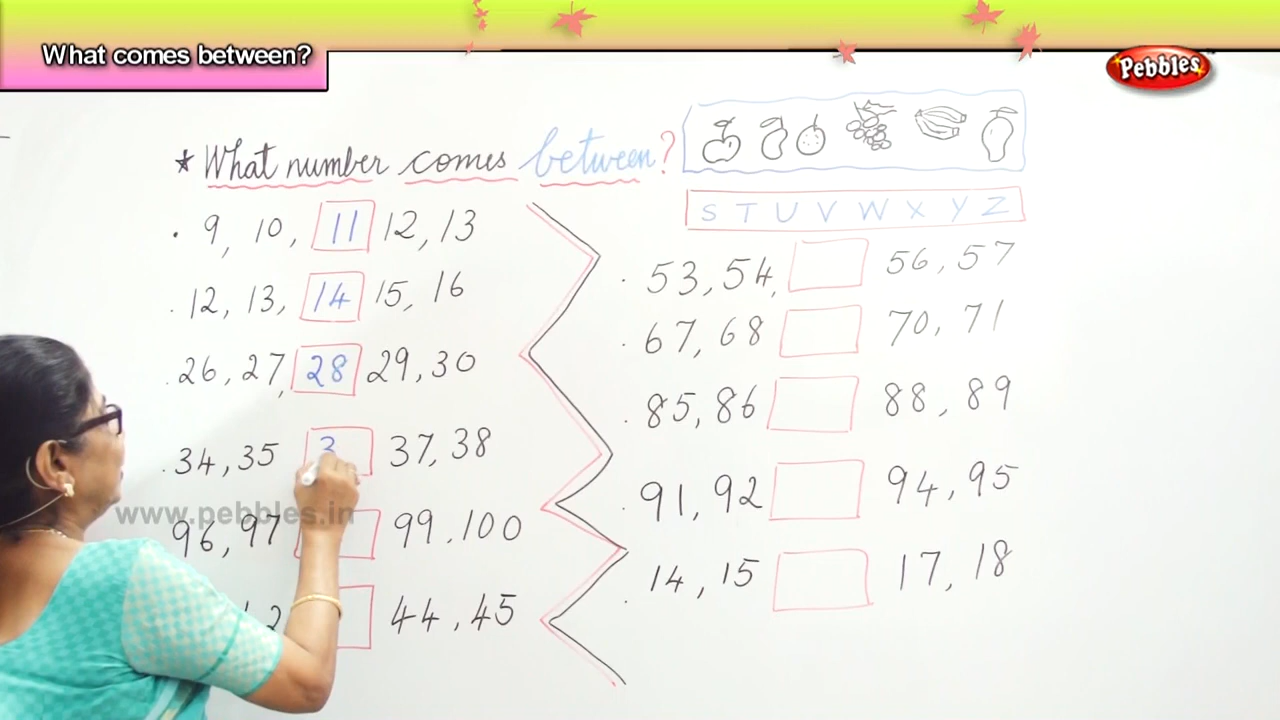 What comes between?
Pebbles
* What number comes between?
S T U V W X Y Z
. 9, 10, 11 12, 13
. 12, 13, 14 15, 16
. 26, 27, 28 29, 30
. 34, 35 3 37, 38
96, 97 99, 100
2 44, 45
. 53, 54, 56, 57
. 67, 68 70, 71
. 85, 86 88, 89
. 91, 92 94, 95
. 14, 15 17, 18
www.pebbles.in